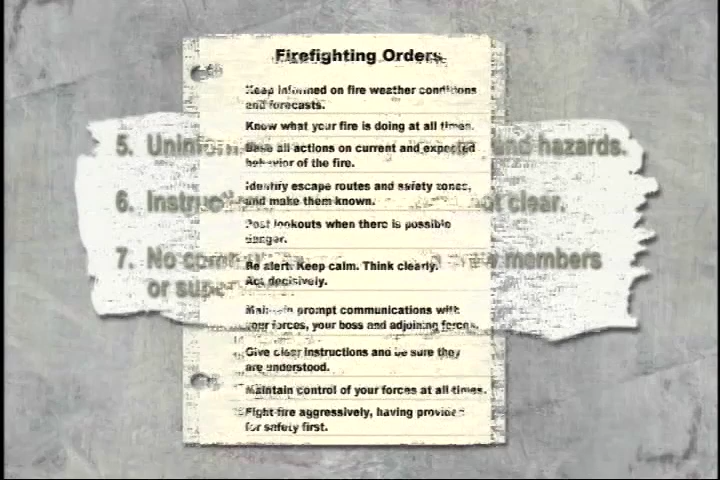 Firefighting Orders
Keep informed on fire weather conditions
and forecasts.
Know what your fire is doing at all times.
Base all actions on current and expected
behavior of the fire.
Identify escape routes and safety zones,
and make them known.
Post lookouts when there is possible
danger.
Be alert. Keep calm. Think clearly.
Act decisively.
Maintain prompt communications with
your forces, your boss and adjoining forces.
Give clear instructions and be sure they
are understood.
Maintain control of your forces at all times.
Fight fire aggressively, having provided
for safety first.
5. and hazards.
6. clear.
7. No members
or